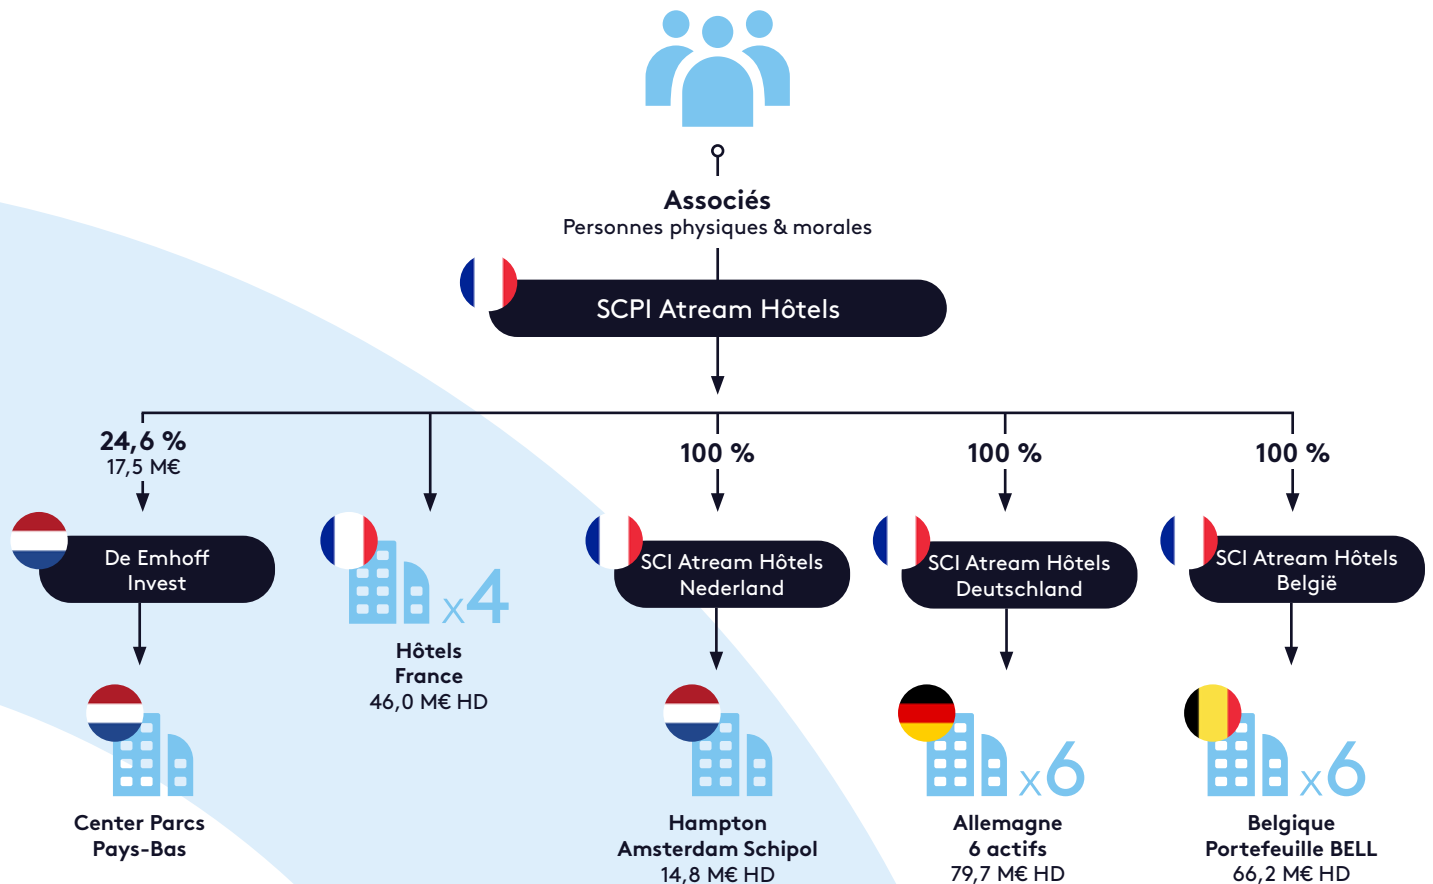 Associés
Personnes physiques & morales
SCPI Atream Hôtels
24,6 %
17,5 M€
100 %
100 %
100 %
De Emhoff
Invest
x4
Hôtels
France
46,0 M€ HD
SCI Atream Hôtels
Nederland
SCI Atream Hôtels
Deutschland
SCI Atream Hôtels
België
Center Parcs
Pays-Bas
Hampton
Amsterdam Schipol
14,8 M€ HD
x6
Allemagne
6 actifs
79,7 M€ HD
x6
Belgique
Portefeuille BELL
66,2 M€ HD